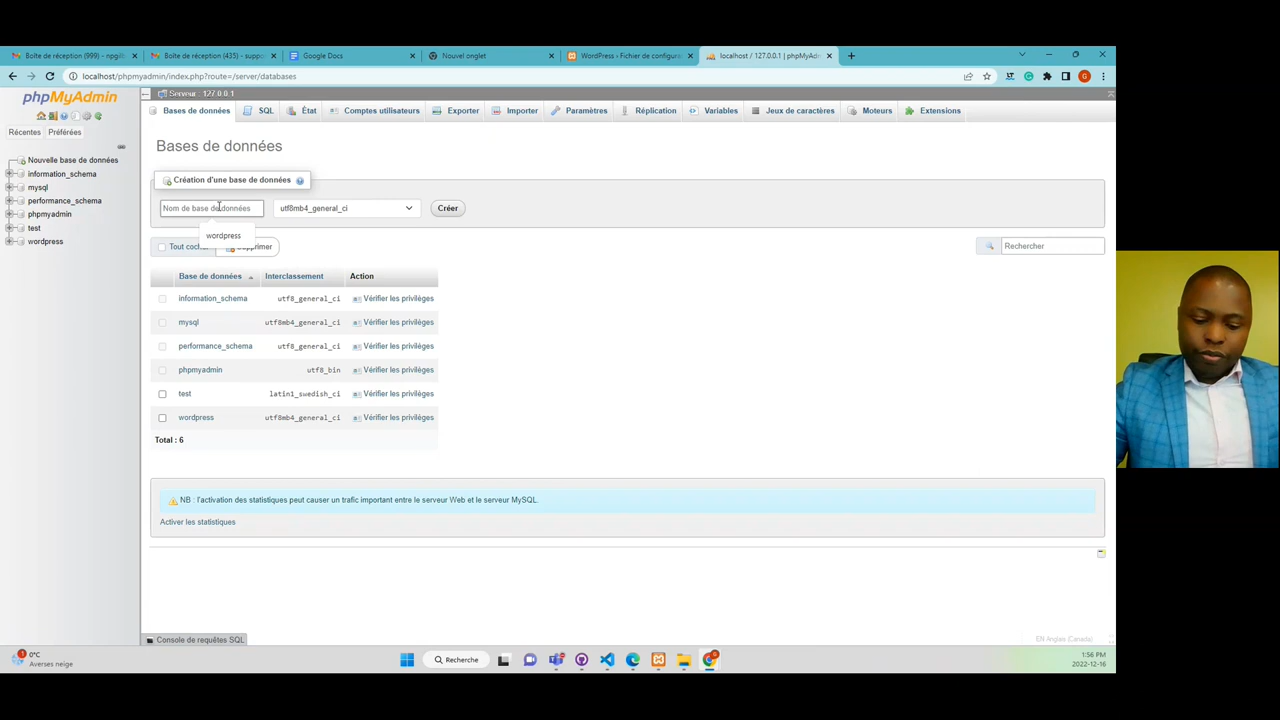 Boîte de réception (999) – npgilb
Boîte de réception (435) - suppo
Google Docs
Nouvel onglet
WordPress › Fichier de configura
localhost / 127.0.0.1 | phpMyAdm
localhost/phpmyadmin/index.php?route=/server/databases
phpMyAdmin
Récentes
Préférées
Nouvelle base de données
information_schema
mysql
performance_schema
phpmyadmin
test
wordpress
Serveur : 127.0.0.1
Bases de données
SQL
État
Comptes utilisateurs
Exporter
Importer
Paramètres
Réplication
Variables
Jeux de caractères
Moteurs
Extensions
Bases de données
Création d'une base de données
Nom de base de données
utf8mb4_general_ci
Créer
wordpress
Tout cocher
Supprimer
Rechercher
Base de données
Interclassement
Action
information_schema utf8_general_ci Vérifier les privilèges
mysql utf8mb4_general_ci Vérifier les privilèges
performance_schema utf8_general_ci Vérifier les privilèges
phpmyadmin utf8_bin Vérifier les privilèges
test latin1_swedish_ci Vérifier les privilèges
wordpress utf8mb4_general_ci Vérifier les privilèges
Total : 6
NB : l'activation des statistiques peut causer un trafic important entre le serveur Web et le serveur MySQL.
Activer les statistiques
Console de requêtes SQL
EN Anglais (Canada)
1
0°C
Averses neige
Recherche
1:56 PM
2022-12-16